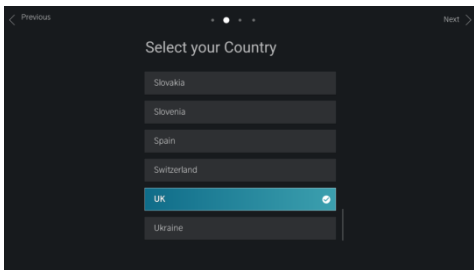 Previous
Next
Select your Country
Slovakia
Slovenia
Spain
Switzerland
UK
Ukraine